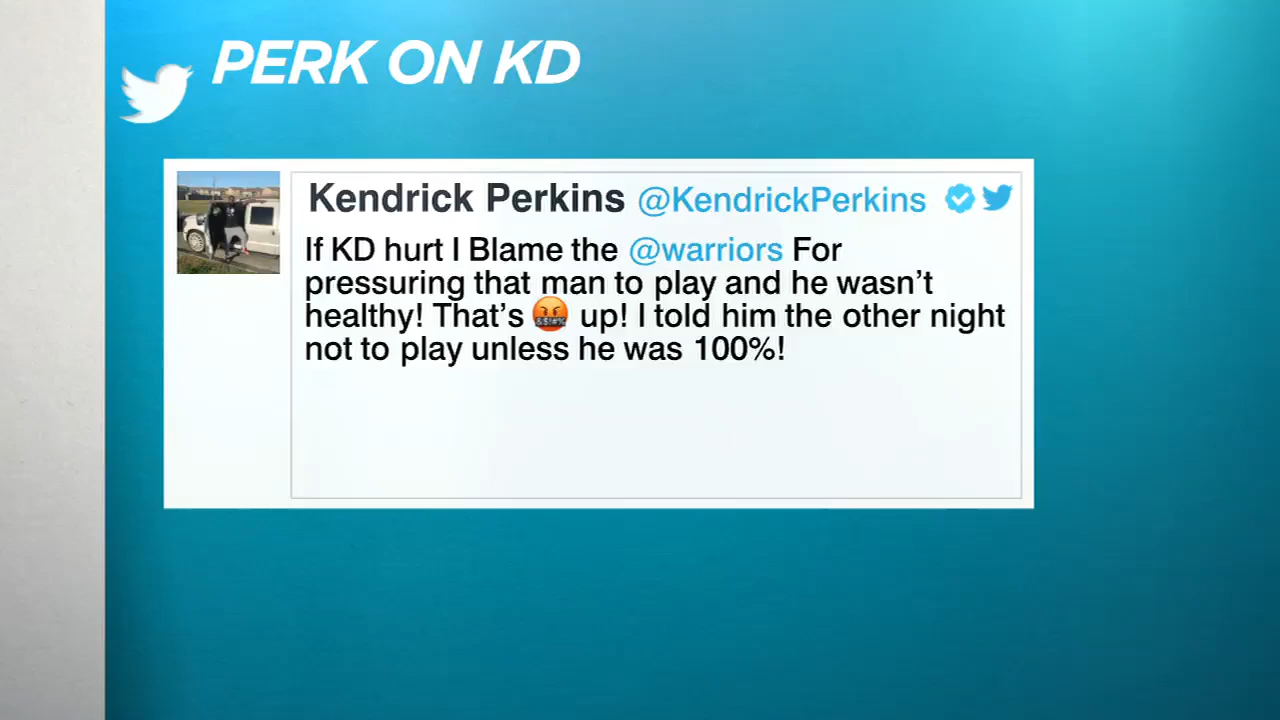 PERK ON KD
Kendrick Perkins @KendrickPerkins
If KD hurt I Blame the @warriors For
pressuring that man to play and he wasn’t
healthy! That’s 🤬 up! I told him the other night
not to play unless he was 100%!